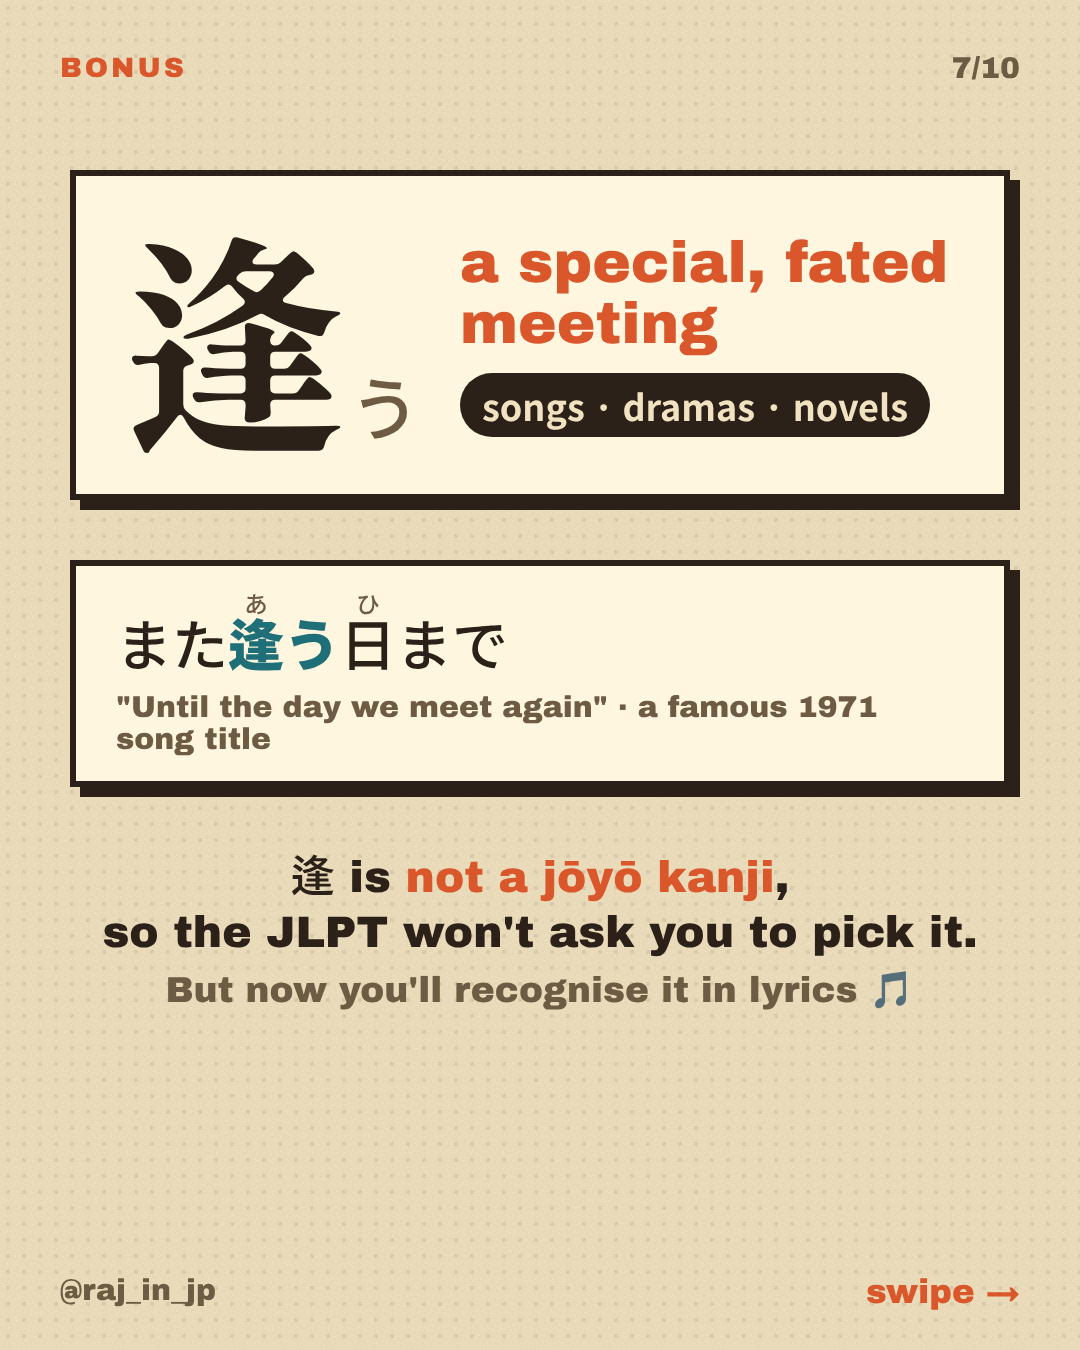 BONUS
7/10
逢う
a special, fated
meeting
songs · dramas · novels
あ ひ
また逢う日まで
"Until the day we meet again" · a famous 1971
song title
逢 is not a jōyō kanji,
so the JLPT won't ask you to pick it.
But now you'll recognise it in lyrics 🎵
@raj_in_jp
swipe →